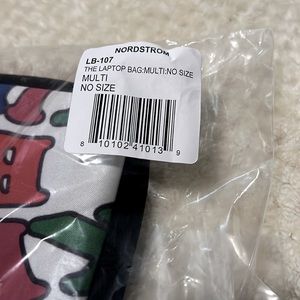 NORDSTROM
LB-107
THE LAPTOP BAG:MULTI:NO SIZE
MULTI
NO SIZE
8 10102 41013 9